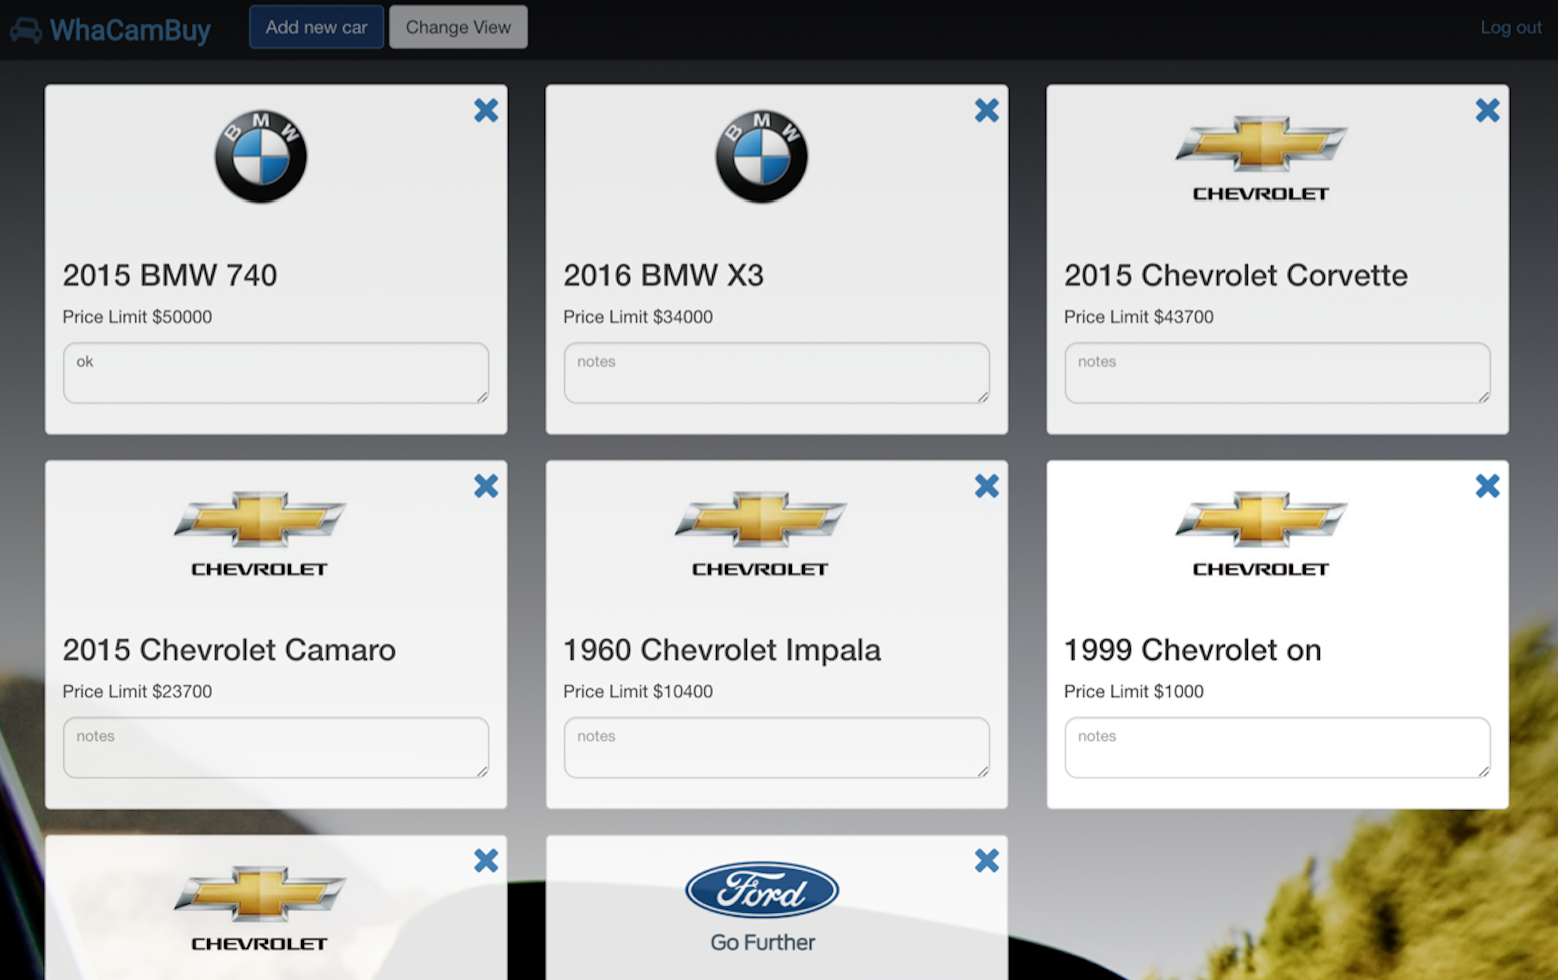 WhaCamBuy Add new car Change View Log out
BMW BMW CHEVROLET
2015 BMW 740 2016 BMW X3 2015 Chevrolet Corvette
Price Limit $50000 Price Limit $34000 Price Limit $43700
ok notes notes
CHEVROLET CHEVROLET CHEVROLET
2015 Chevrolet Camaro 1960 Chevrolet Impala 1999 Chevrolet on
Price Limit $23700 Price Limit $10400 Price Limit $1000
notes notes notes
Ford
CHEVROLET Go Further